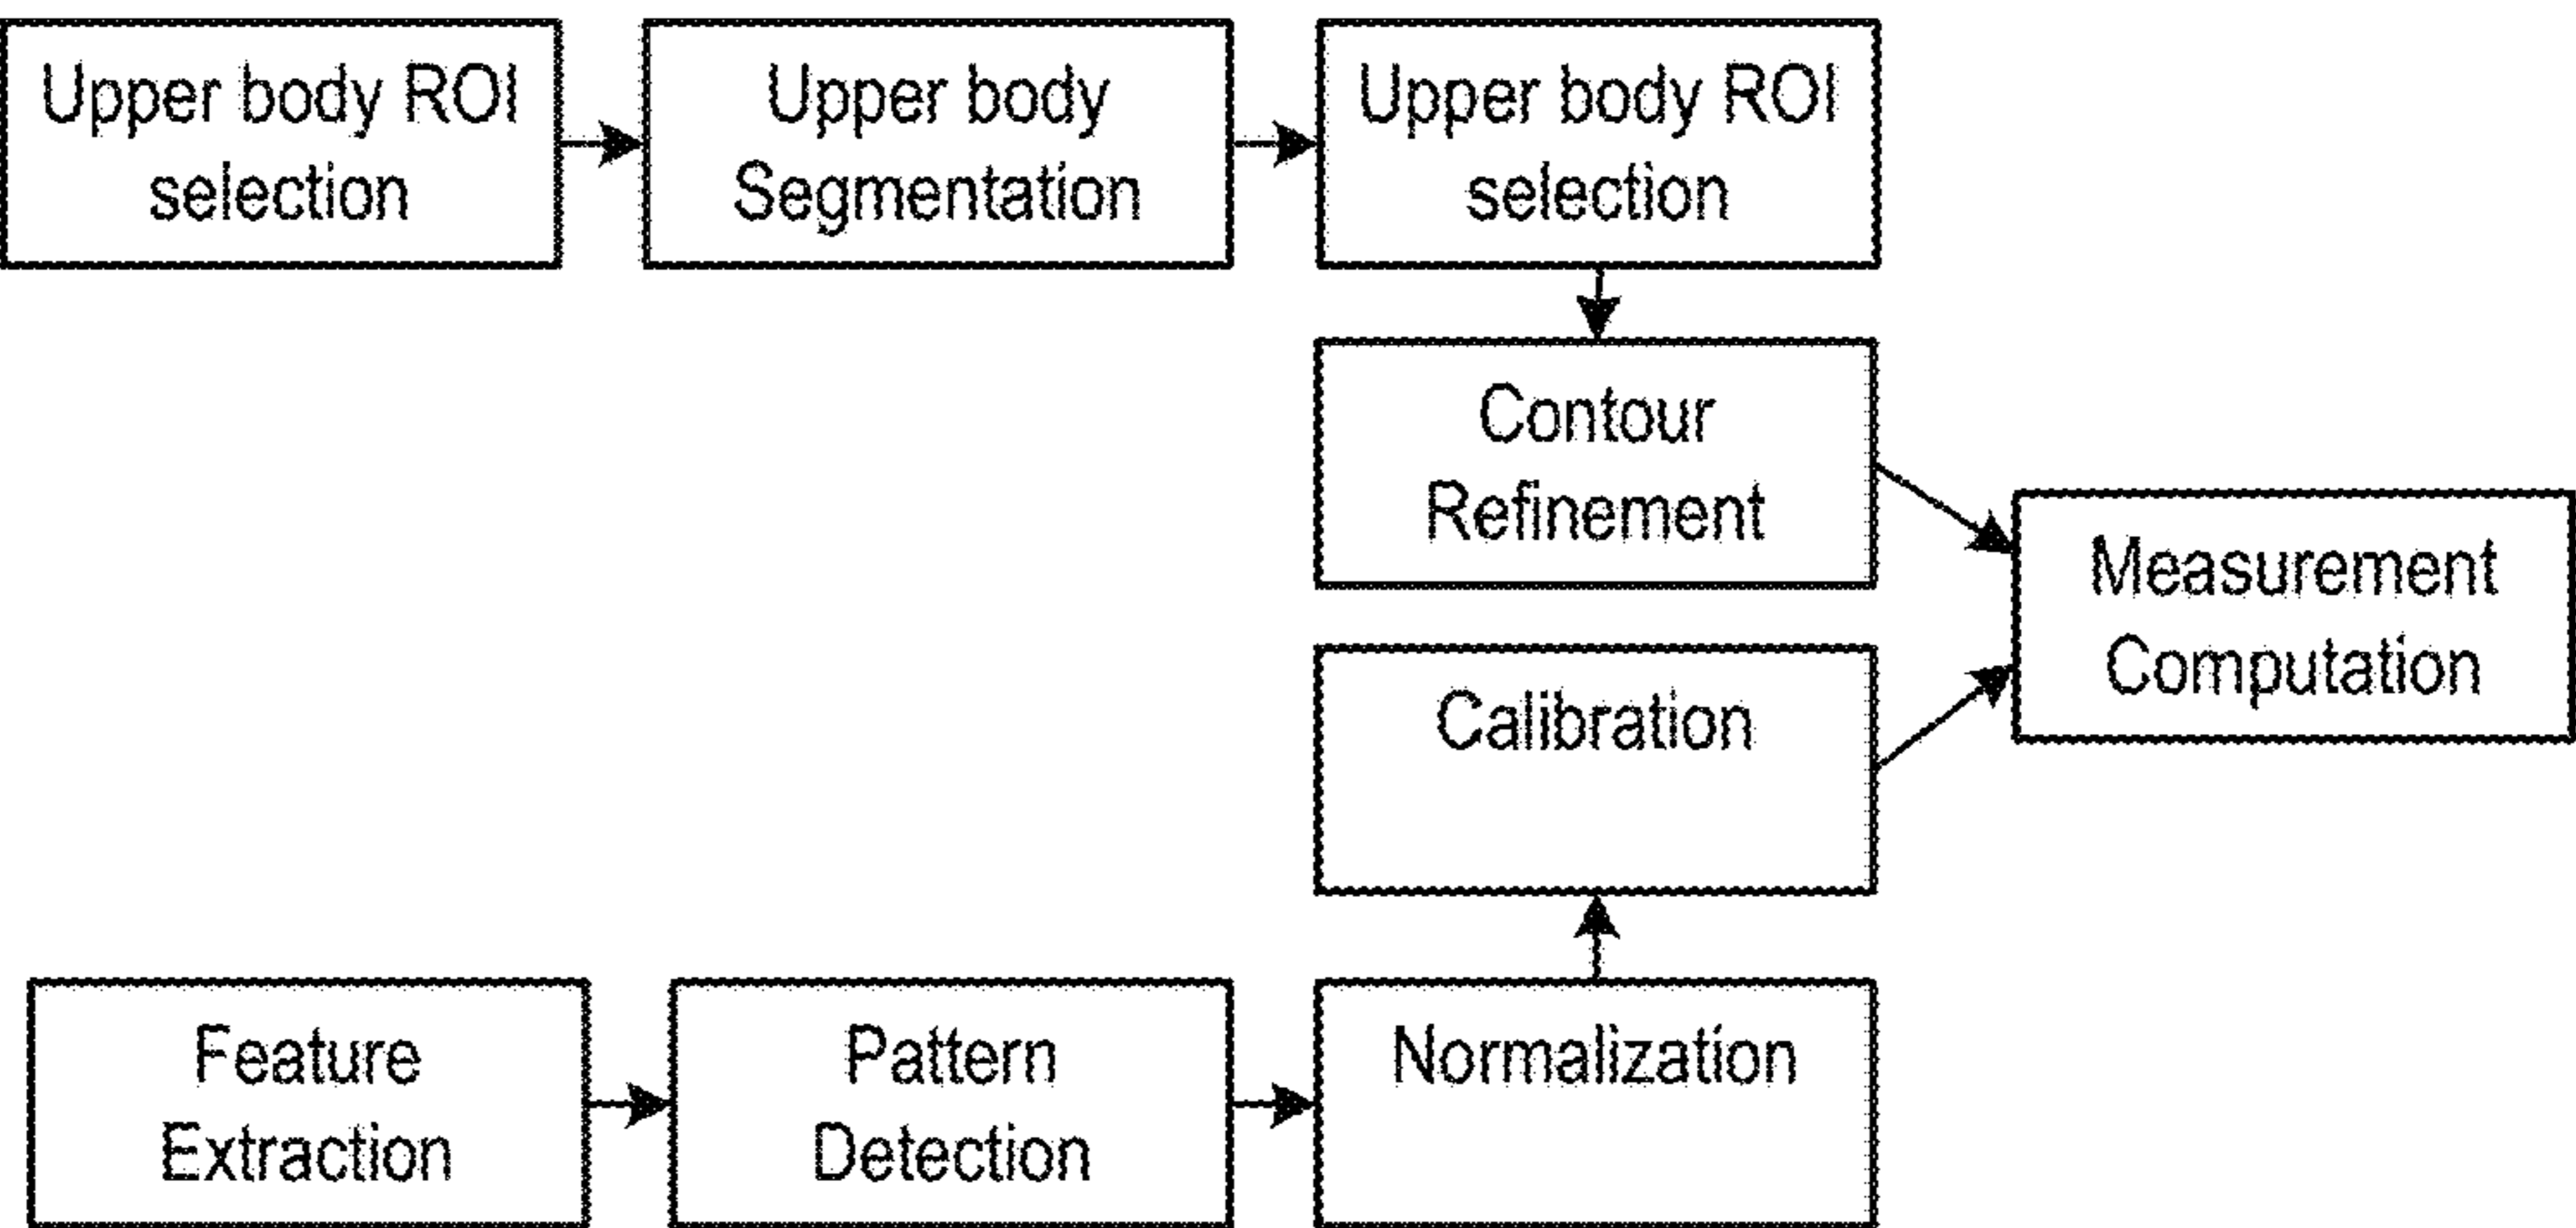 Upper body ROI
selection
Upper body
Segmentation
Upper body ROI
selection
Contour
Refinement
Measurement
Computation
Calibration
Feature
Extraction
Pattern
Detection
Normalization